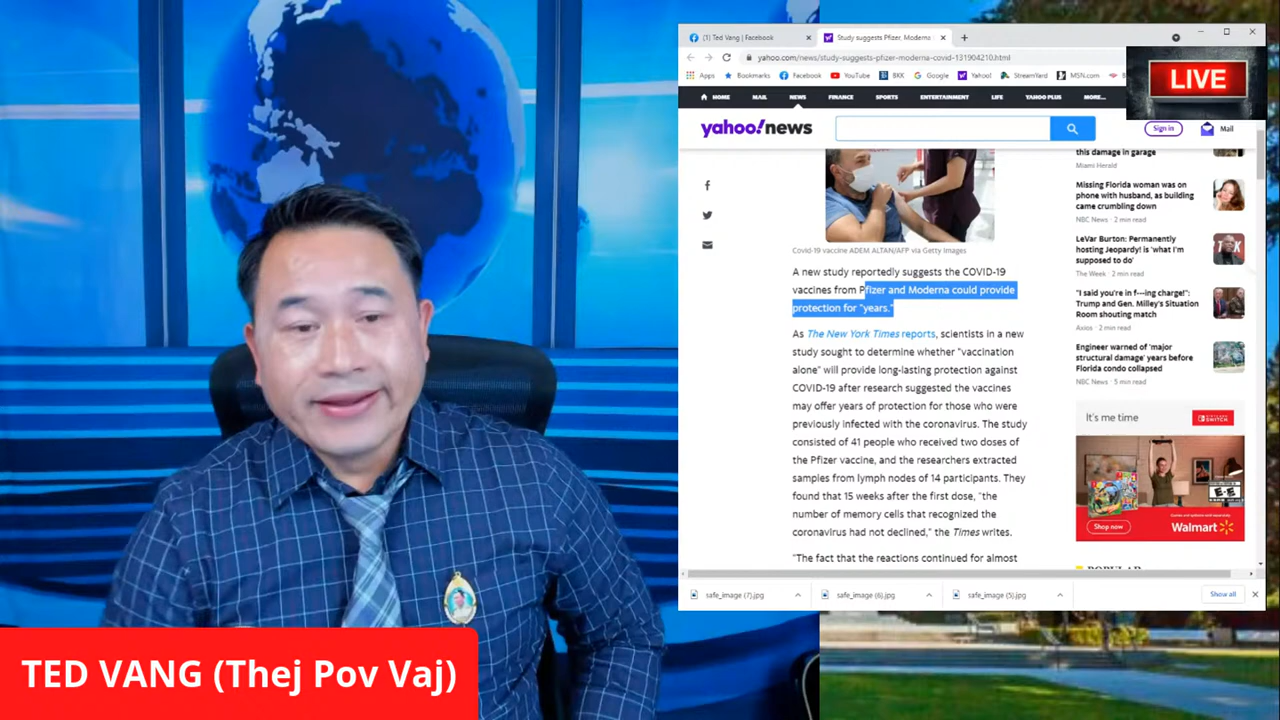 TED VANG (Thej Pov Vaj)
(1) Ted Vang | Facebook
Study suggests Pfizer, Moderna
yahoo.com/news/study-suggests-pfizer-moderna-covid-131904210.html
Apps Bookmarks Facebook YouTube BKK Google Yahoo! StreamYard MSN.com
LIVE
HOME MAIL NEWS FINANCE SPORTS ENTERTAINMENT LIFE YAHOO PLUS MORE...
yahoo!news
Sign in
Mail
Covid-19 vaccine ADEM ALTAN/AFP via Getty Images
A new study reportedly suggests the COVID-19
vaccines from Pfizer and Moderna could provide
protection for "years."
As The New York Times reports, scientists in a new
study sought to determine whether "vaccination
alone" will provide long-lasting protection against
COVID-19 after research suggested the vaccines
may offer years of protection for those who were
previously infected with the coronavirus. The study
consisted of 41 people who received two doses of
the Pfizer vaccine, and the researchers extracted
samples from lymph nodes of 14 participants. They
found that 15 weeks after the first dose, "the
number of memory cells that recognized the
coronavirus had not declined," the Times writes.
"The fact that the reactions continued for almost
this damage in garage
Miami Herald
Missing Florida woman was on
phone with husband, as building
came crumbling down
NBC News · 2 min read
LeVar Burton: Permanently
hosting Jeopardy! is 'what I'm
supposed to do'
The Week · 2 min read
"I said you're in f---ing charge!":
Trump and Gen. Milley's Situation
Room shouting match
Axios · 2 min read
Engineer warned of 'major
structural damage' years before
Florida condo collapsed
NBC News · 5 min read
It's me time
Shop now
Walmart
POPULAR
safe_image (7).jpg
safe_image (6).jpg
safe_image (5).jpg
Show all